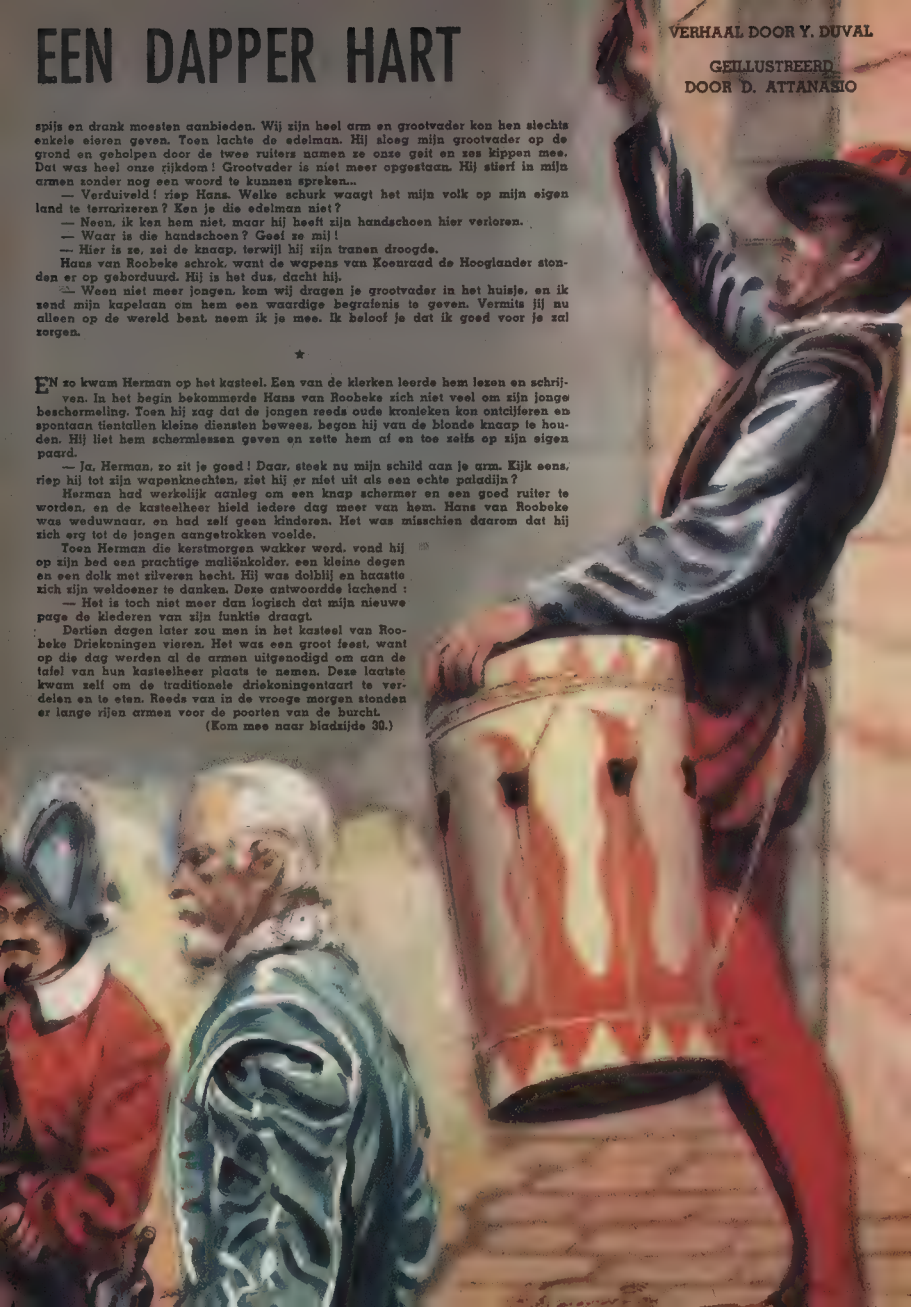 EEN DAPPER HART
VERHAAL DOOR Y. DUVAL
GEÏLLUSTREERD
DOOR D. ATTANASIO
spijs en drank moesten aanbieden. Wij zijn heel arm en grootvader kon hen slechts
enkele eieren geven. Toen lachte de edelman. Hij sloeg mijn grootvader op de
grond en geholpen door de twee ruiters namen ze onze geit en zes kippen mee.
Dat was heel onze rijkdom! Grootvader is niet meer opgestaan. Hij stierf in mijn
armen zonder nog een woord te kunnen spreken...
— Verduiveld! riep Hans. Welke schurk waagt het mijn volk op mijn eigen
land te terrorizeren? Ken je die edelman niet?
— Neen, ik ken hem niet, maar hij heeft zijn handschoen hier verloren.
— Waar is die handschoen? Geef ze mij!
— Hier is ze, zei de knaap, terwijl hij zijn tranen droogde.
Hans van Roobeke schrok, want de wapens van Koenraad de Hooglander ston-
den er op geborduurd. Hij is het dus, dacht hij.
— Ween niet meer jongen, kom wij dragen je grootvader in het huisje, en ik
zend mijn kapelaan om hem een waardige begrafenis te geven. Vermits jij nu
alleen op de wereld bent, neem ik je mee. Ik beloof je dat ik goed voor je zal
zorgen.
★
EN zo kwam Herman op het kasteel. Een van de klerken leerde hem lezen en schrij-
ven. In het begin bekommerde Hans van Roobeke zich niet veel om zijn jonge
beschermeling. Toen hij zag dat de jongen reeds oude kronieken kon ontcijferen en
spontaan tientallen kleine diensten bewees, begon hij van de blonde knaap te hou-
den. Hij liet hem schermlessen geven en zette hem af en toe zelfs op zijn eigen
paard.
— Ja, Herman, zo zit je goed! Daar, steek nu mijn schild aan je arm. Kijk eens,
riep hij tot zijn wapenknechten, ziet hij er niet uit als een echte paladijn?
Herman had werkelijk aanleg om een knap schermer en een goed ruiter te
worden, en de kasteelheer hield iedere dag meer van hem. Hans van Roobeke
was weduwnaar, en had zelf geen kinderen. Het was misschien daarom dat hij
zich erg tot de jongen aangetrokken voelde.
Toen Herman die kerstmorgen wakker werd, vond hij
op zijn bed een prachtige maliënkolder, een kleine degen
en een dolk met zilveren hecht. Hij was dolblij en haastte
zich zijn weldoener te danken. Deze antwoordde lachend :
— Het is toch niet meer dan logisch dat mijn nieuwe
page de klederen van zijn funktie draagt.
Dertien dagen later zou men in het kasteel van Roo-
beke Driekoningen vieren. Het was een groot feest, want
op die dag werden al de armen uitgenodigd om aan de
tafel van hun kasteelheer plaats te nemen. Deze laatste
kwam zelf om de traditionele driekoningentaart te ver-
delen en te eten. Reeds van in de vroege morgen stonden
er lange rijen armen voor de poorten van de burcht.
(Kom mee naar bladzijde 30.)